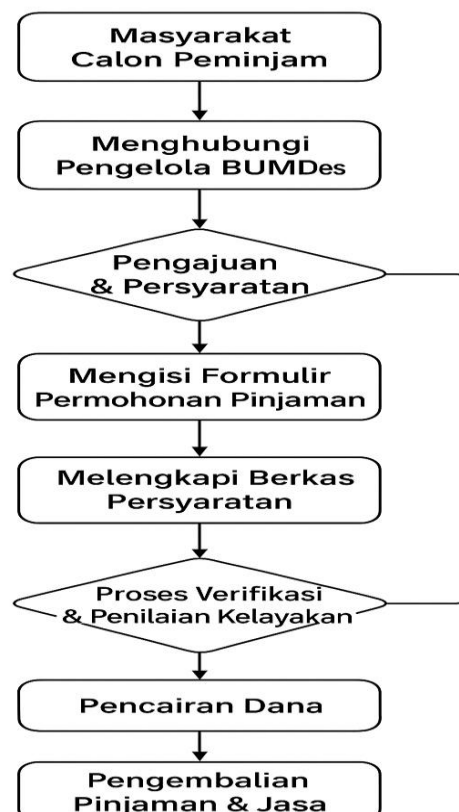 Masyarakat
Calon Peminjam
Menghubungi
Pengelola BUMDes
Pengajuan
& Persyaratan
Mengisi Formulir
Permohonan Pinjaman
Melengkapi Berkas
Persyaratan
Proses Verifikasi
& Penilaian Kelayakan
Pencairan Dana
Pengembalian
Pinjaman & Jasa